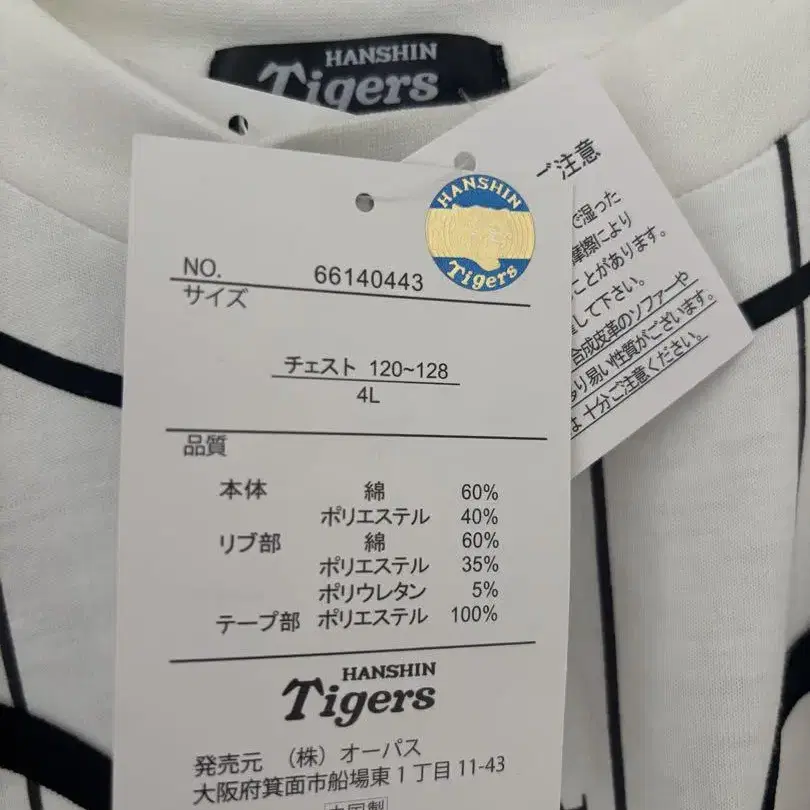 HANSHIN
Tigers
HANSHIN
Tigers
NO. 66140443
サイズ
チェスト 120~128
4L
品質
本体 綿 60%
ポリエステル 40%
リブ部 綿 60%
ポリエステル 35%
ポリウレタン 5%
テープ部 ポリエステル 100%
HANSHIN
Tigers
発売元 (株) オーパス
大阪府箕面市船場東1丁目 11-43
中国製
ご注意
で湿った
摩擦により
ことがあります。
して下さい。
合成皮革のソファーや
り易い性質がございます。
十分ご注意ください。